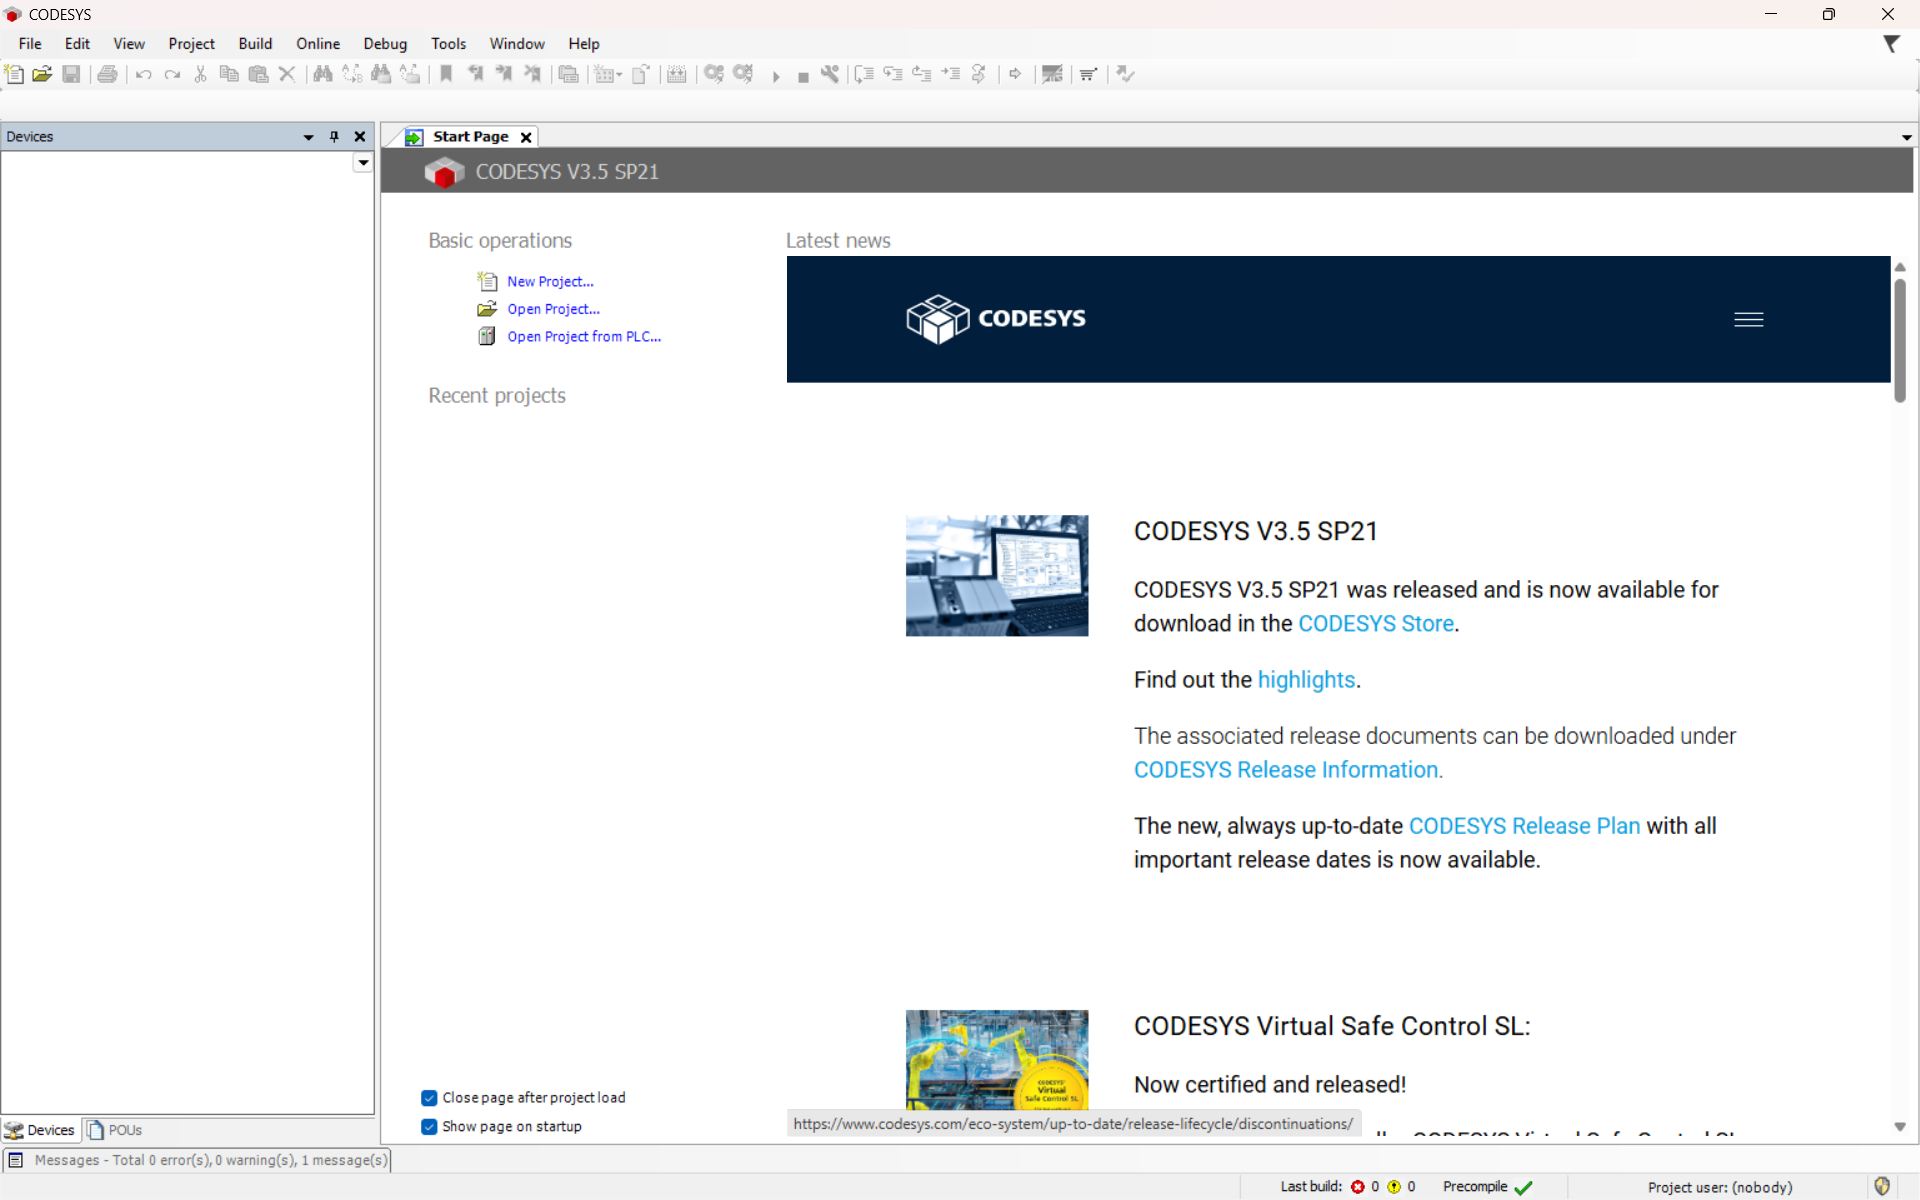 CODESYS
File Edit View Project Build Online Debug Tools Window Help
Devices
Start Page
CODESYS V3.5 SP21
Basic operations
New Project...
Open Project...
Open Project from PLC...
Recent projects
Latest news
CODESYS
CODESYS V3.5 SP21
CODESYS V3.5 SP21 was released and is now available for
download in the CODESYS Store.
Find out the highlights.
The associated release documents can be downloaded under
CODESYS Release Information.
The new, always up-to-date CODESYS Release Plan with all
important release dates is now available.
CODESYS Virtual Safe Control SL:
Now certified and released!
CODESYS
Virtual
Safe Control SL
Close page after project load
Show page on startup
https://www.codesys.com/eco-system/up-to-date/release-lifecycle/discontinuations/
Devices POUs
Messages - Total 0 error(s), 0 warning(s), 1 message(s)
Last build: 0 0 Precompile Project user: (nobody)